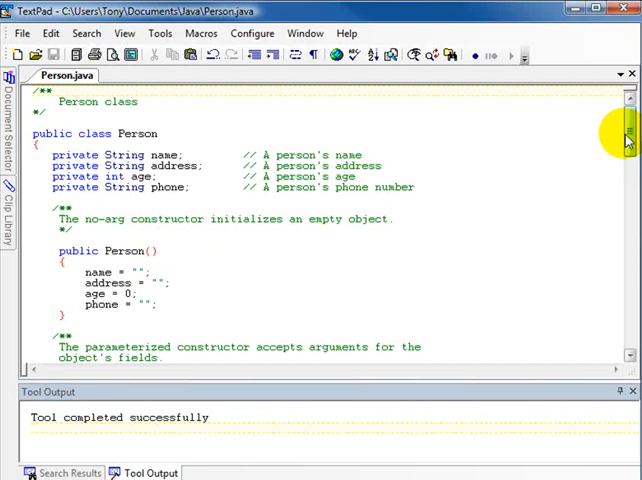 TextPad - C:\Users\Tony\Documents\Java\Person.java
File Edit Search View Tools Macros Configure Window Help
Person.java
Document Selector
Clip Library
/**
Person class
*/
public class Person
{
private String name; // A person's name
private String address; // A person's address
private int age; // A person's age
private String phone; // A person's phone number
/**
The no-arg constructor initializes an empty object.
*/
public Person()
{
name = "";
address = "";
age = 0;
phone = "";
}
/**
The parameterized constructor accepts arguments for the
object's fields.
Tool Output
Tool completed successfully
Search Results Tool Output